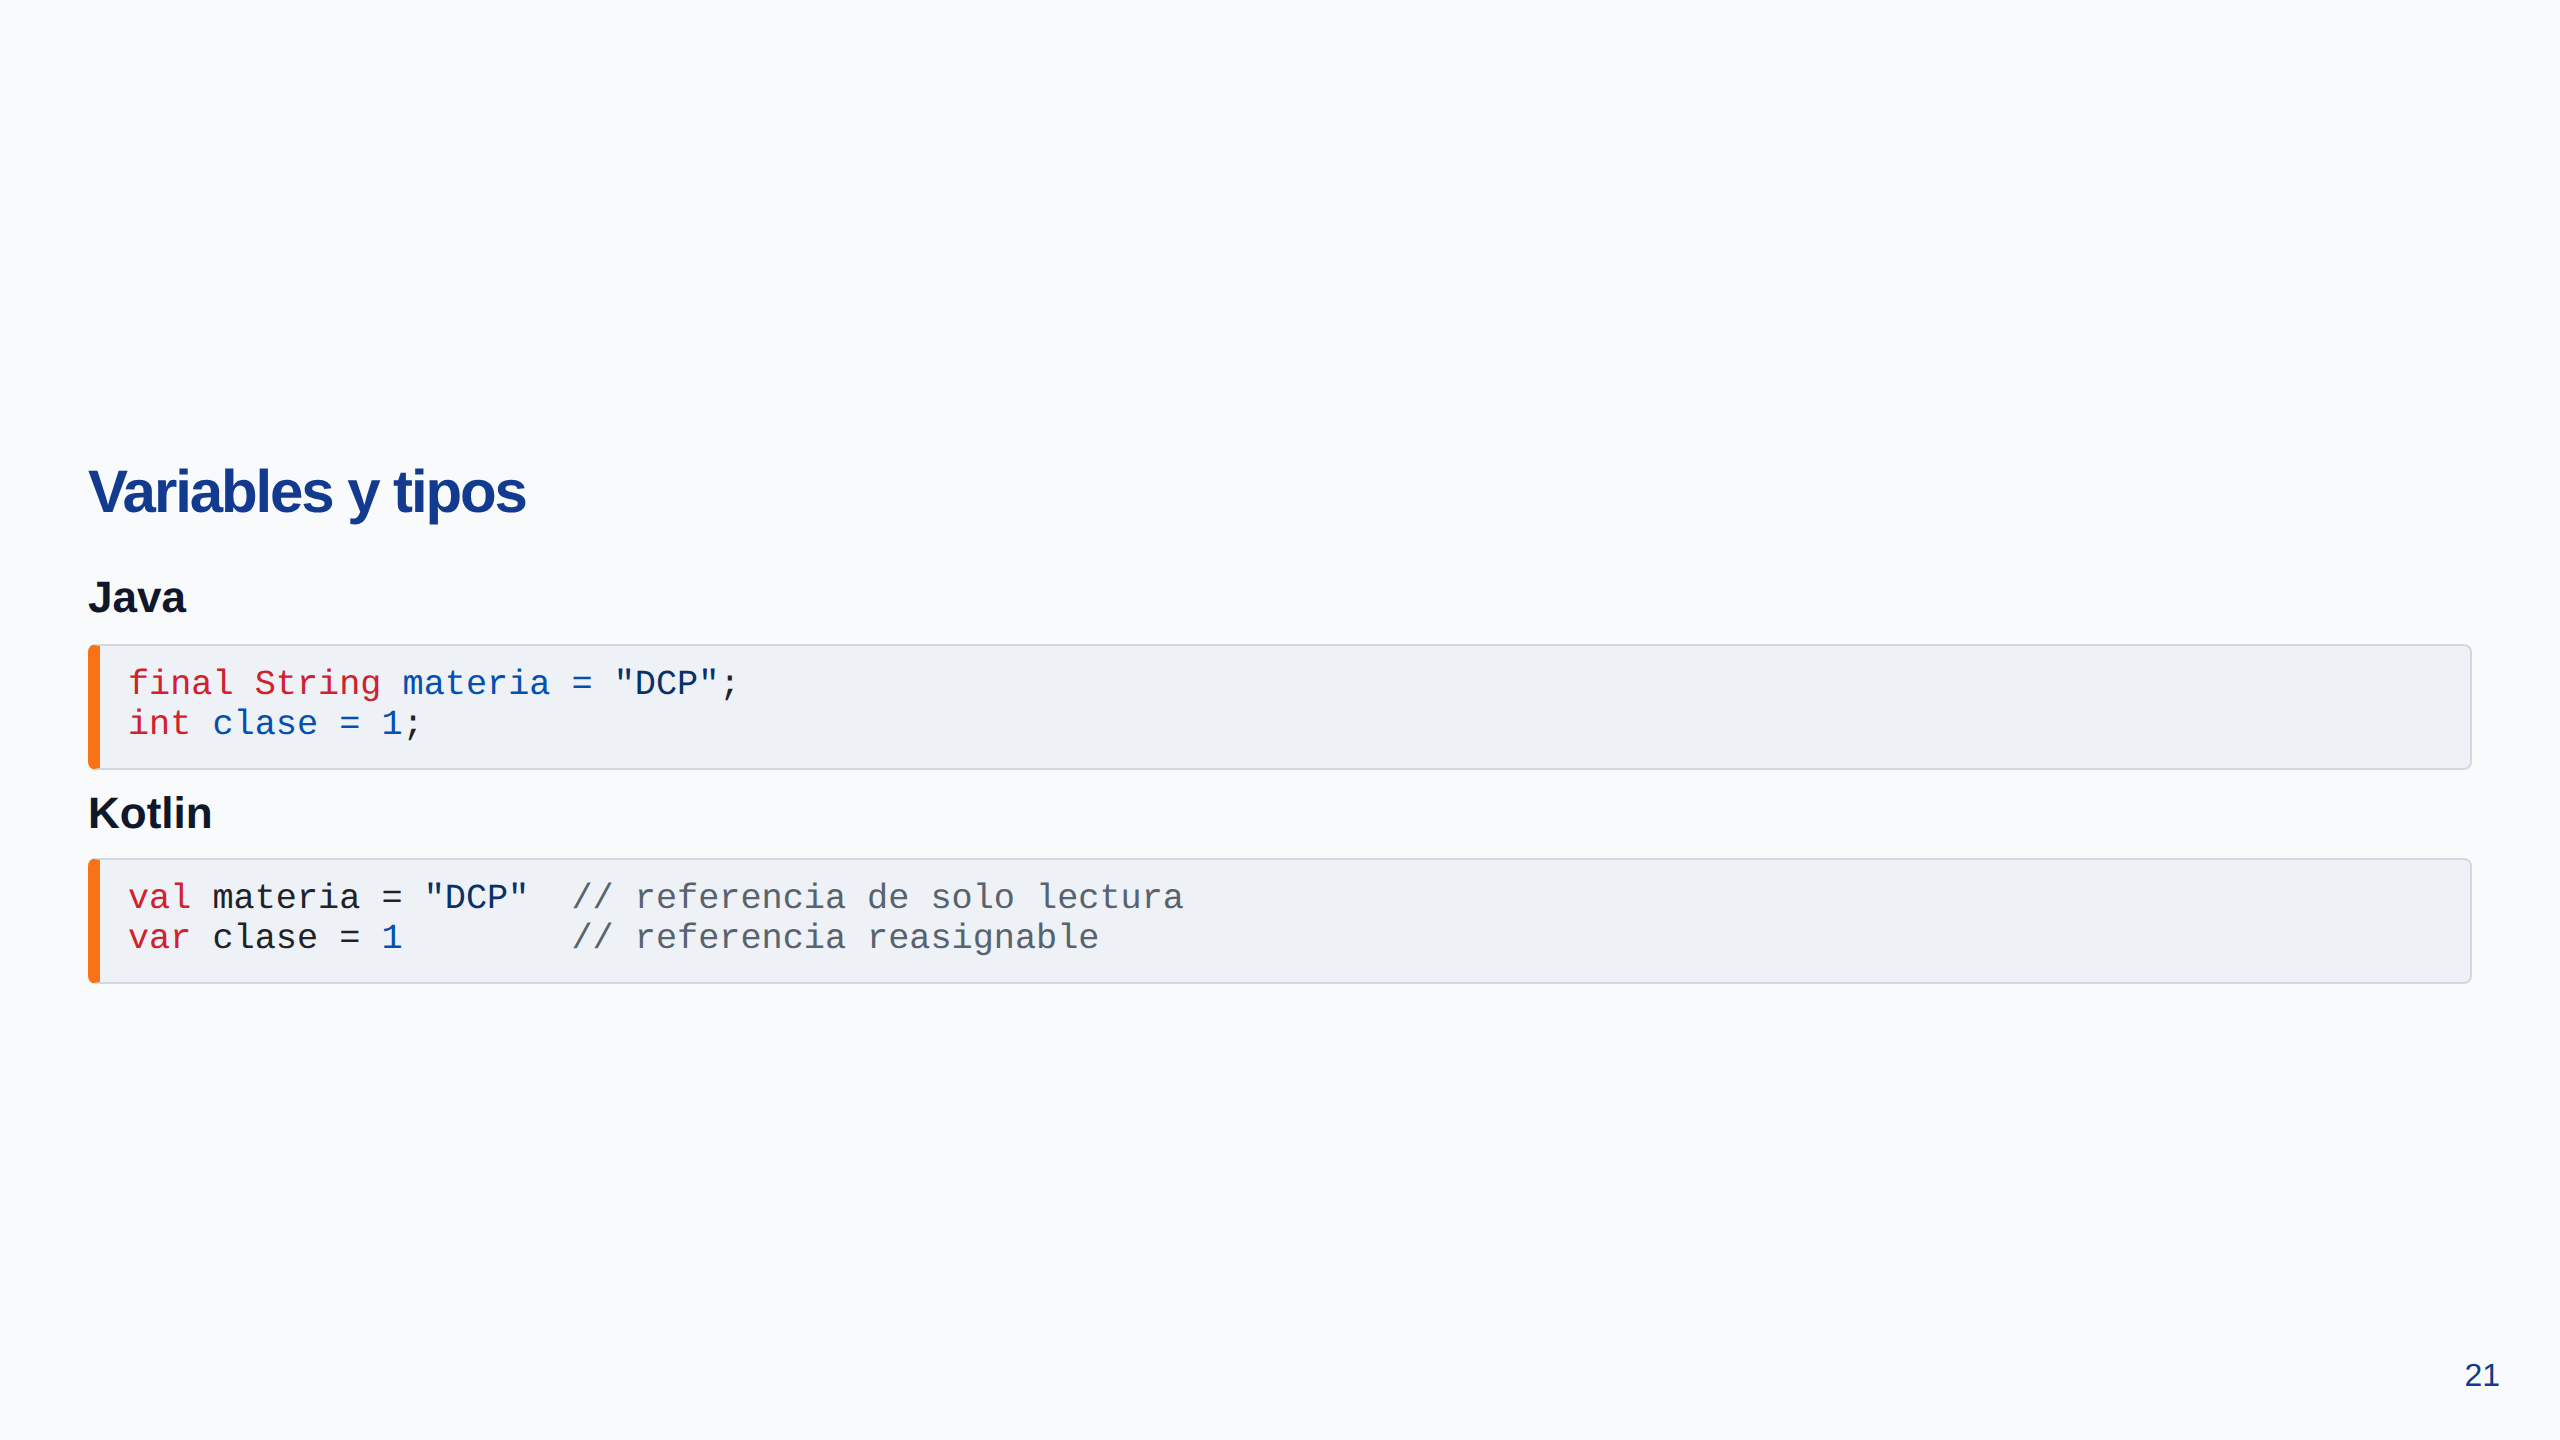 Variables y tipos
Java
final String materia = "DCP";
int clase = 1;
Kotlin
val materia = "DCP"  // referencia de solo lectura
var clase = 1        // referencia reasignable
21